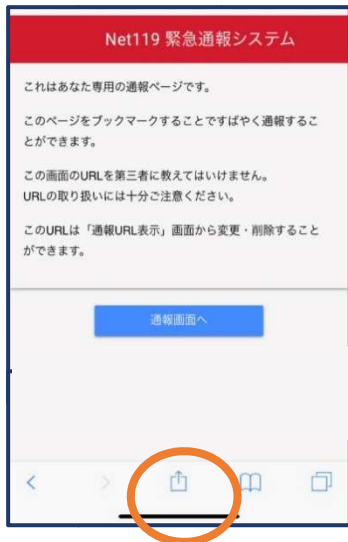 Net119 緊急通報システム
これはあなた専用の通報ページです。
このページをブックマークすることですばやく通報するこ
とができます。
この画面のURLを第三者に教えてはいけません。
URLの取り扱いには十分ご注意ください。
このURLは「通報URL表示」画面から変更・削除すること
ができます。
通報画面へ